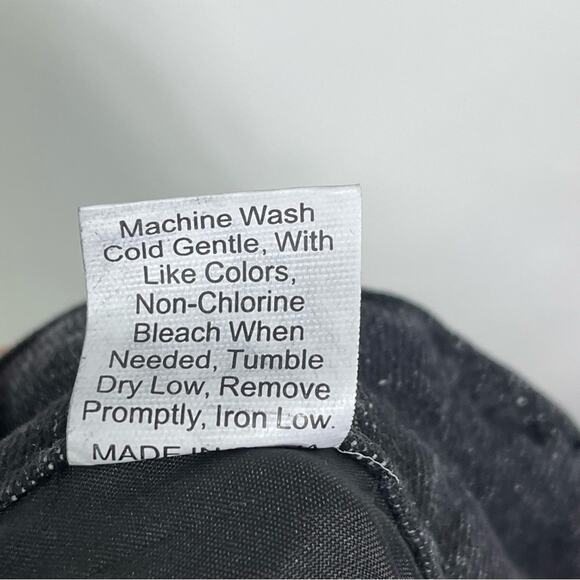 Machine Wash
Cold Gentle, With
Like Colors,
Non-Chlorine
Bleach When
Needed, Tumble
Dry Low, Remove
Promptly, Iron Low.
MADE IN